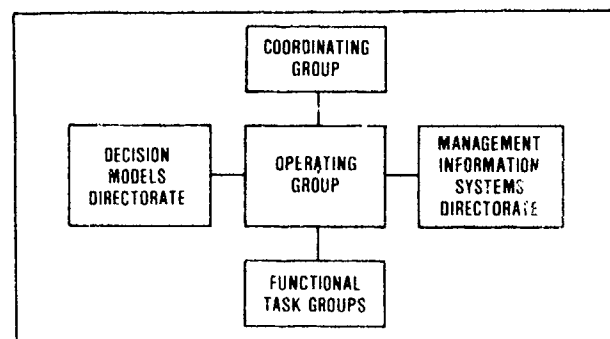 COORDINATING
GROUP
DECISION
MODELS
DIRECTORATE
OPERATING
GROUP
MANAGEMENT
INFORMATION
SYSTEMS
DIRECTORATE
FUNCTIONAL
TASK GROUPS